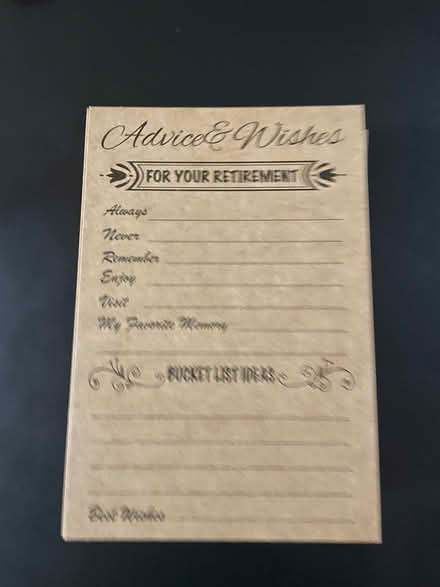 Advice & Wishes
FOR YOUR RETIREMENT
Always
Never
Remember
Enjoy
Visit
My Favorite Memory
BUCKET LIST IDEAS
Best Wishes